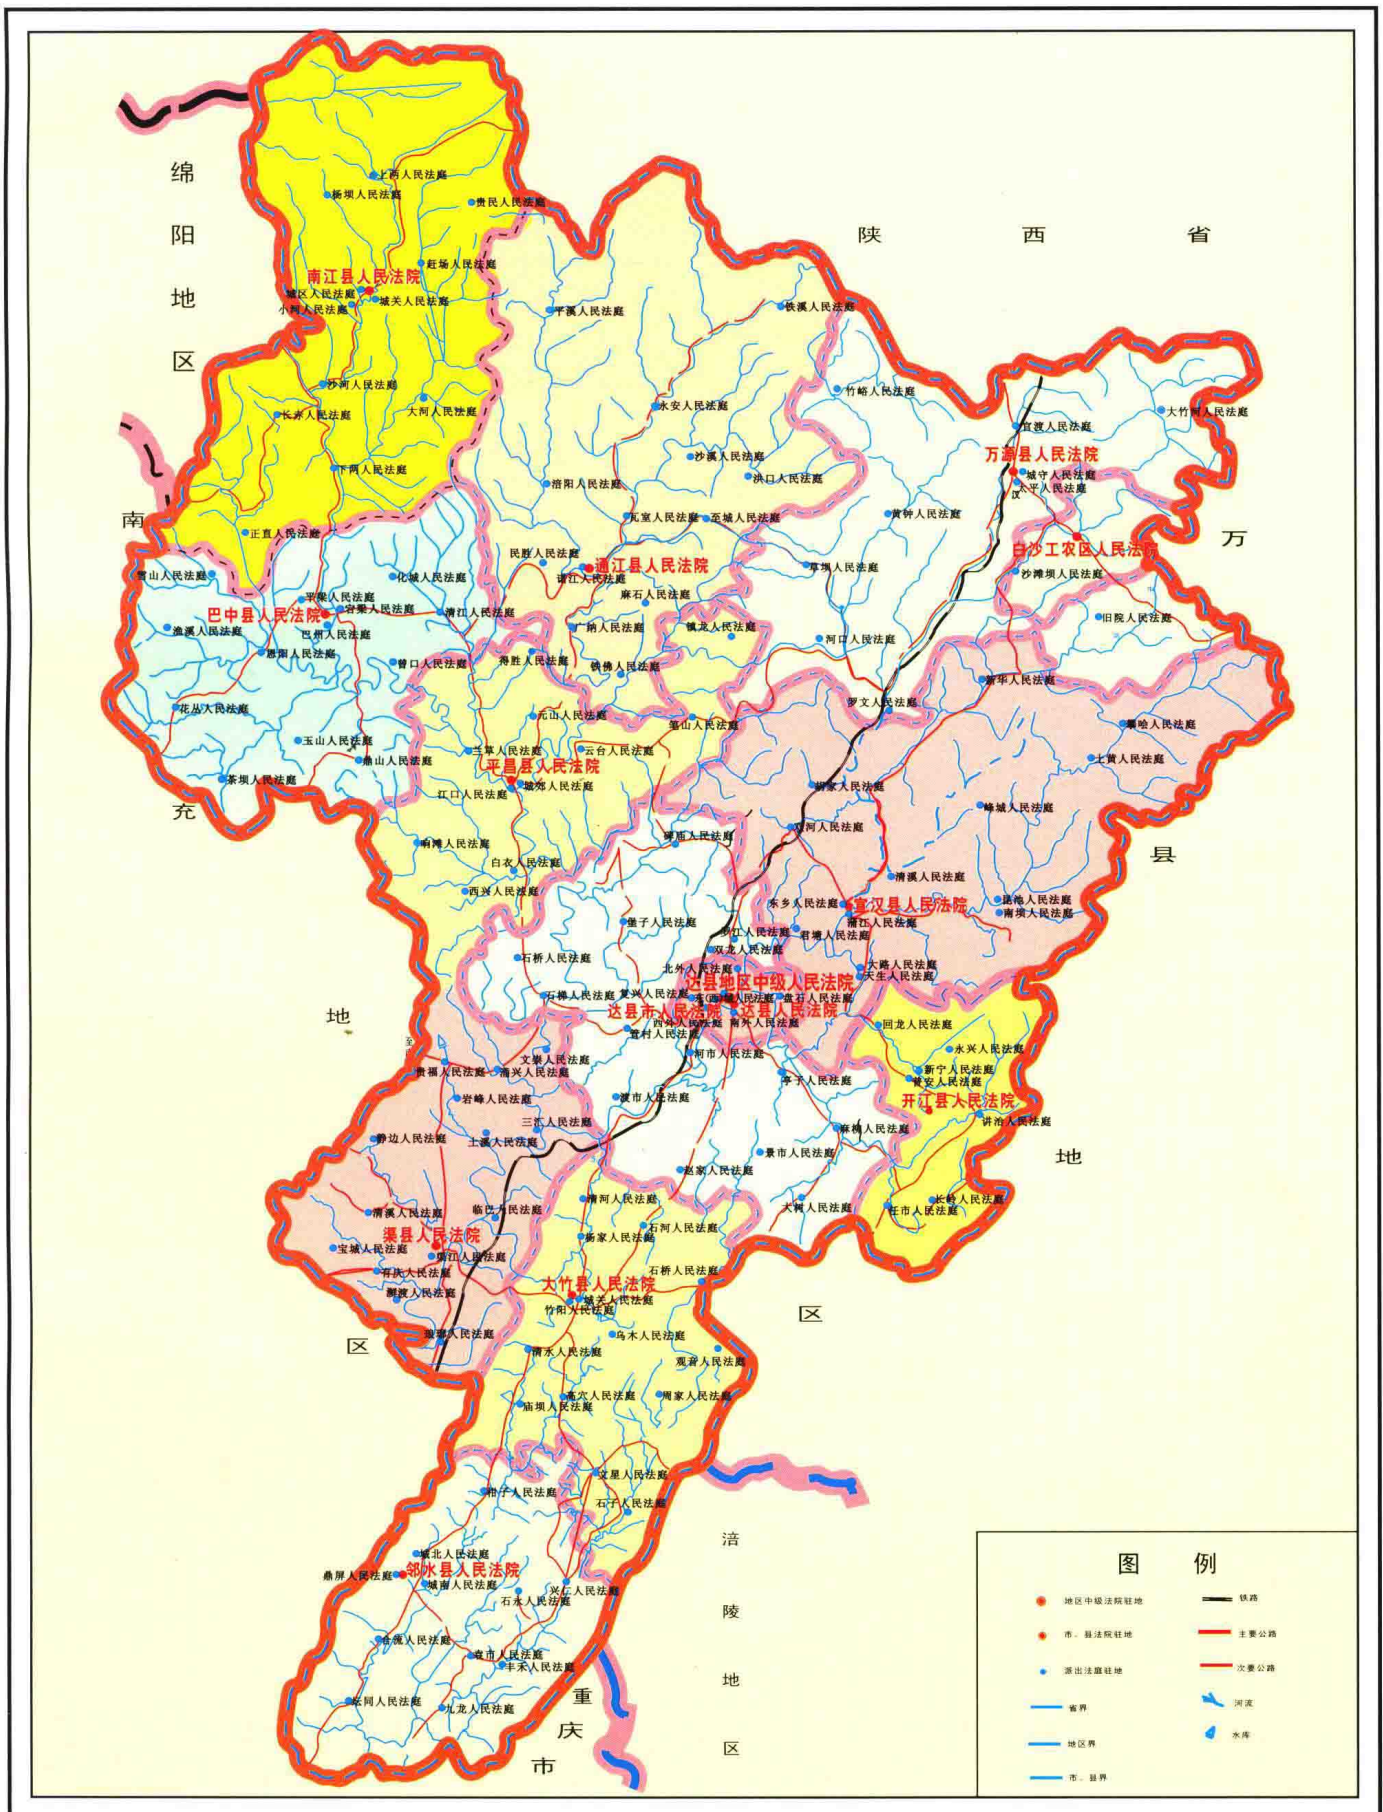 绵阳地区
陕西省
上两人民法庭
杨坝人民法庭
贵民人民法庭
赶场人民法庭
南江县人民法院
城区人民法庭
城关人民法庭
小河人民法庭
平溪人民法庭
铁溪人民法庭
沙河人民法庭
竹峪人民法庭
大河人民法庭
永安人民法庭
长赤人民法庭
大竹河人民法庭
官渡人民法庭
万源县人民法院
沙溪人民法庭
下两人民法庭
洪口人民法庭
城守人民法庭
涪阳人民法庭
太平人民法庭
汉
瓦室人民法庭
至城人民法庭
黄钟人民法庭
南充地区
正直人民法庭
万县地区
白沙工农区人民法院
民胜人民法庭
通江县人民法院
诺江人民法庭
草坝人民法庭
沙滩坝人民法庭
雪山人民法庭
化城人民法庭
平梁人民法庭
麻石人民法庭
巴中县人民法院
宕梁人民法庭
清江人民法庭
旧院人民法庭
渔溪人民法庭
巴州人民法庭
广纳人民法庭
镇龙人民法庭
河口人民法庭
恩阳人民法庭
曾口人民法庭
得胜人民法庭
铁佛人民法庭
新华人民法庭
花丛人民法庭
元山人民法庭
笔山人民法庭
罗文人民法庭
玉山人民法庭
兰草人民法庭
云台人民法庭
樊哙人民法庭
鼎山人民法庭
平昌县人民法院
土黄人民法庭
茶坝人民法庭
城郊人民法庭
江口人民法庭
胡家人民法庭
峰城人民法庭
双河人民法庭
碑庙人民法庭
响滩人民法庭
白衣人民法庭
清溪人民法庭
西兴人民法庭
东乡人民法庭
宣汉县人民法院
昆池人民法庭
南坝人民法庭
堡子人民法庭
蒲江人民法庭
罗江人民法庭
君塘人民法庭
双龙人民法庭
石桥人民法庭
北外人民法庭
大路人民法庭
天生人民法庭
达县地区中级人民法院
石梯人民法庭
复兴人民法庭
盘石人民法庭
达县市人民法院
达县人民法院
西外人民法庭
南外人民法庭
管村人民法庭
回龙人民法庭
文崇人民法庭
河市人民法庭
永兴人民法庭
贵福人民法庭
涌兴人民法庭
亭子人民法庭
新宁人民法庭
普安人民法庭
岩峰人民法庭
渡市人民法庭
开江县人民法院
讲治人民法庭
三汇人民法庭
静边人民法庭
土溪人民法庭
麻柳人民法庭
景市人民法庭
赵家人民法庭
清河人民法庭
长岭人民法庭
任市人民法庭
大树人民法庭
清溪人民法庭
临巴人民法庭
石河人民法庭
渠县人民法院
杨家人民法庭
宝城人民法庭
渠江人民法庭
有庆人民法庭
石桥人民法庭
大竹县人民法院
㵲渡人民法庭
城关人民法庭
竹阳人民法庭
琅琊人民法庭
乌木人民法庭
清水人民法庭
观音人民法庭
高穴人民法庭
周家人民法庭
庙坝人民法庭
文星人民法庭
柑子人民法庭
石子人民法庭
涪陵地区
城北人民法庭
鼎屏人民法庭
邻水县人民法院
城南人民法庭
兴仁人民法庭
石永人民法庭
合流人民法庭
袁市人民法庭
丰禾人民法庭
坛同人民法庭
九龙人民法庭
重庆市
图例
地区中级法院驻地
铁路
市、县法院驻地
主要公路
派出法庭驻地
次要公路
省界
河流
地区界
水库
市、县界